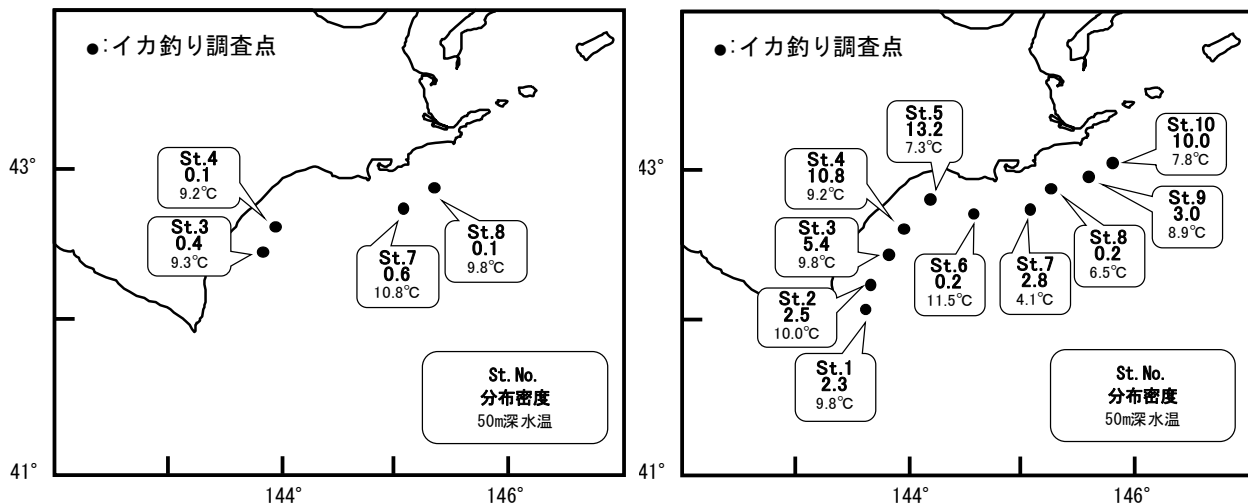 ●:イカ釣り調査点
St.4
0.1
9.2℃
St.3
0.4
9.3℃
St.7
0.6
10.8℃
St.8
0.1
9.8℃
St.No.
分布密度
50m深水温
43°
41°
144°
146°
●:イカ釣り調査点
St.5
13.2
7.3℃
St.4
10.8
9.2℃
St.3
5.4
9.8℃
St.2
2.5
10.0℃
St.1
2.3
9.8℃
St.6
0.2
11.5℃
St.7
2.8
4.1℃
St.8
0.2
6.5℃
St.9
3.0
8.9℃
St.10
10.0
7.8℃
St.No.
分布密度
50m深水温
43°
41°
144°
146°